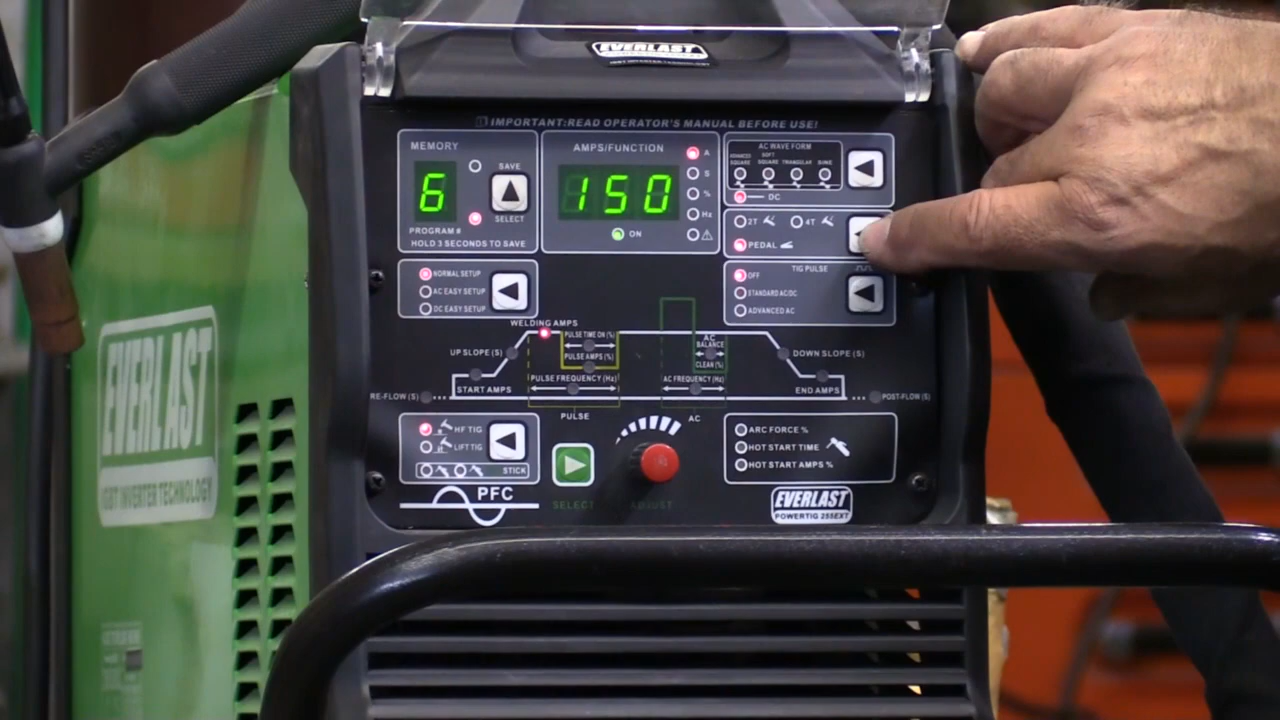 EVERLAST
IMPORTANT:READ OPERATOR'S MANUAL BEFORE USE!
MEMORY
6
SAVE
SELECT
PROGRAM #
HOLD 3 SECONDS TO SAVE
AMPS/FUNCTION
150
ON
A
S
%
Hz
AC WAVE FORM
ADVANCED SQUARE
SOFT SQUARE
TRIANGULAR
SINE
DC
2T
4T
PEDAL
NORMAL SETUP
AC EASY SETUP
DC EASY SETUP
TIG PULSE
OFF
STANDARD AC/DC
ADVANCED AC
WELDING AMPS
UP SLOPE (S)
START AMPS
RE-FLOW (S)
PULSE TIME ON (%)
PULSE AMPS (%)
PULSE FREQUENCY (Hz)
PULSE
AC BALANCE
CLEAN (%)
AC FREQUENCY (Hz)
AC
DOWN SLOPE (S)
END AMPS
POST-FLOW (S)
HF TIG
LIFT TIG
STICK
PFC
SELECT
ADJUST
ARC FORCE %
HOT START TIME
HOT START AMPS %
EVERLAST
POWERTIG 255EXT
EVERLAST
IGBT INVERTER TECHNOLOGY